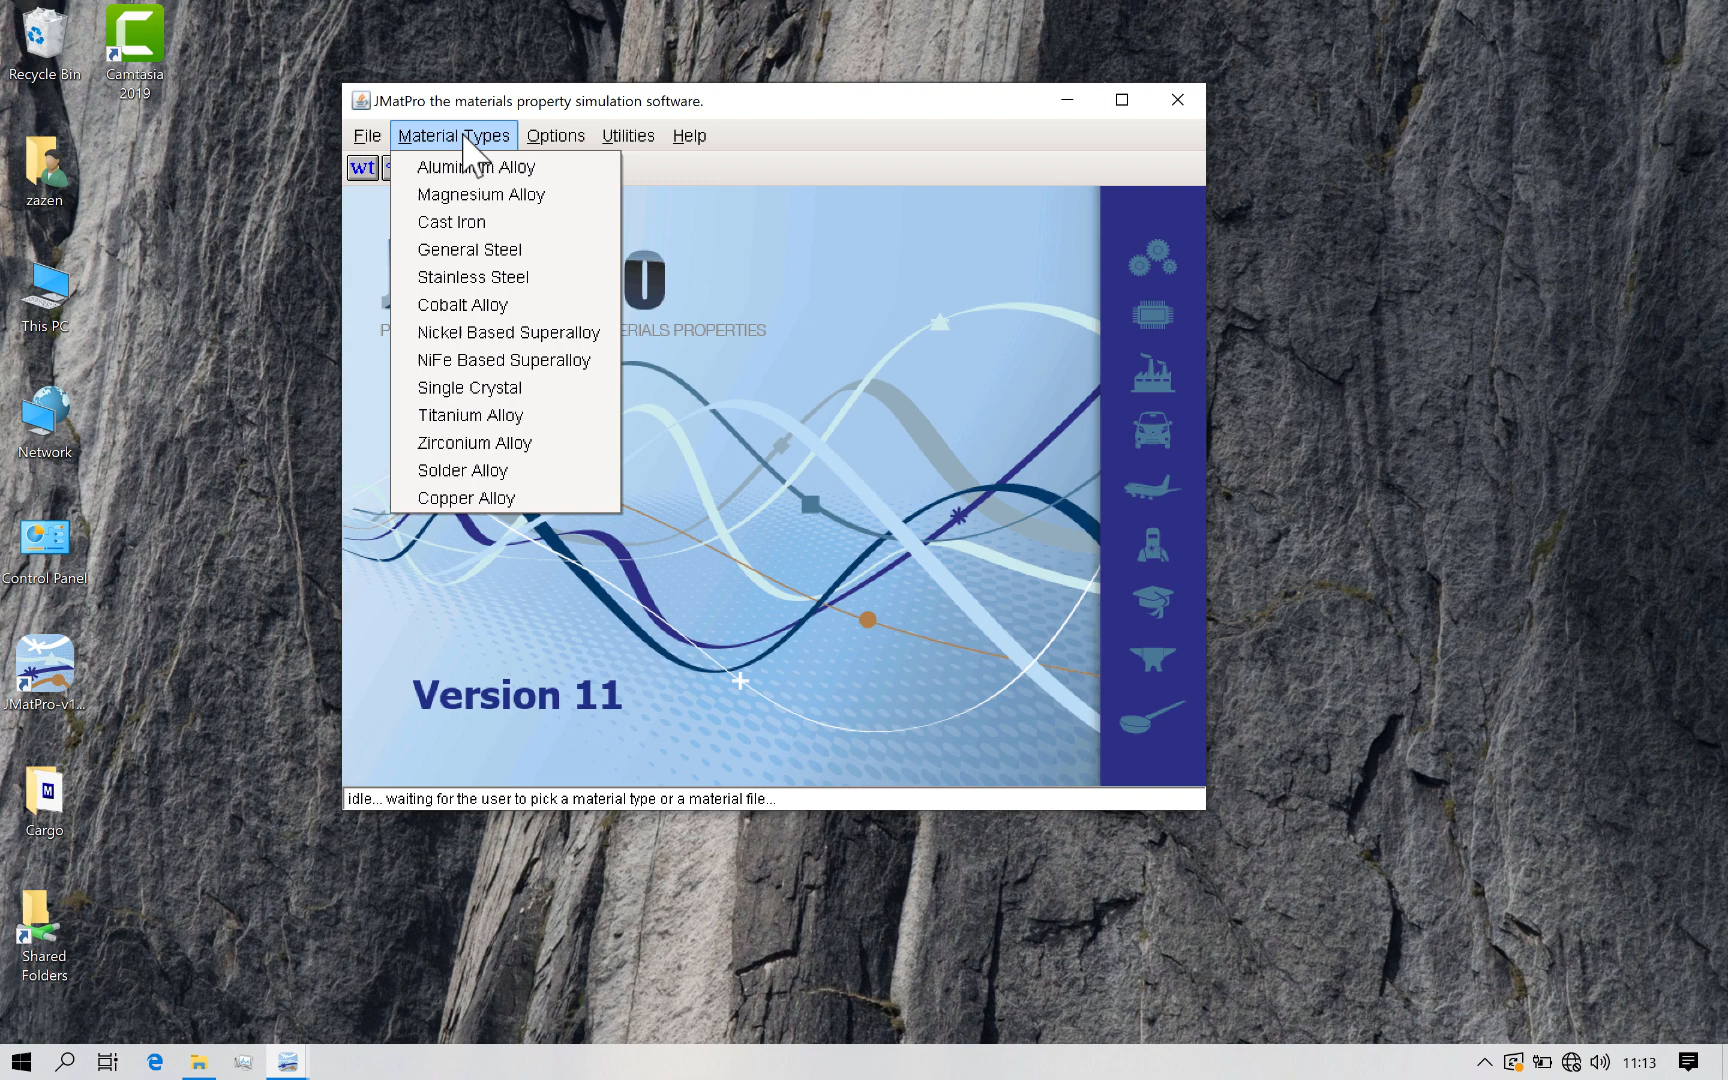 Recycle Bin
Camtasia
2019
zazen
This PC
Network
Control Panel
JMatPro-v1...
Cargo
Shared
Folders
JMatPro the materials property simulation software.
File Material Types Options Utilities Help
wt
Aluminium Alloy
Magnesium Alloy
Cast Iron
General Steel
Stainless Steel
Cobalt Alloy
Nickel Based Superalloy
NiFe Based Superalloy
Single Crystal
Titanium Alloy
Zirconium Alloy
Solder Alloy
Copper Alloy
PROPERTIES
Version 11
idle... waiting for the user to pick a material type or a material file...
11:13